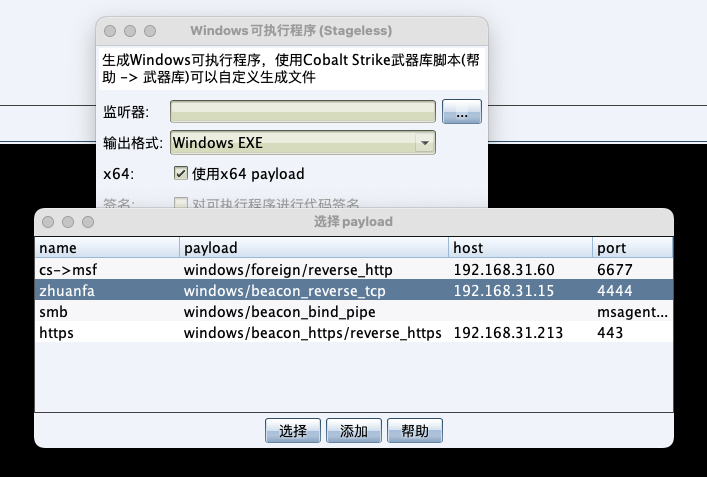 Windows可执行程序 (Stageless)
生成Windows可执行程序，使用Cobalt Strike武器库脚本(帮
助 -> 武器库)可以自定义生成文件
监听器: ...
输出格式: Windows EXE
x64: 使用x64 payload
签名: 对可执行程序进行代码签名
选择 payload
name payload host port
cs->msf windows/foreign/reverse_http 192.168.31.60 6677
zhuanfa windows/beacon_reverse_tcp 192.168.31.15 4444
smb windows/beacon_bind_pipe msagent...
https windows/beacon_https/reverse_https 192.168.31.213 443
选择 添加 帮助